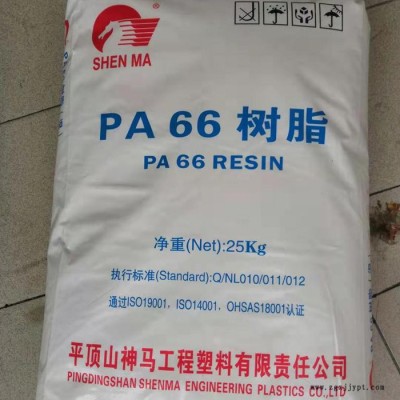 SHEN MA
PA 66 树脂
PA 66 RESIN
净重(Net):25Kg
执行标准(Standard):Q/NL010/011/012
通过ISO19001、ISO14001、OHSAS18001认证
平顶山神马工程塑料有限责任公司
PINGDINGSHAN SHENMA ENGINEERING PLASTICS CO.,LTD